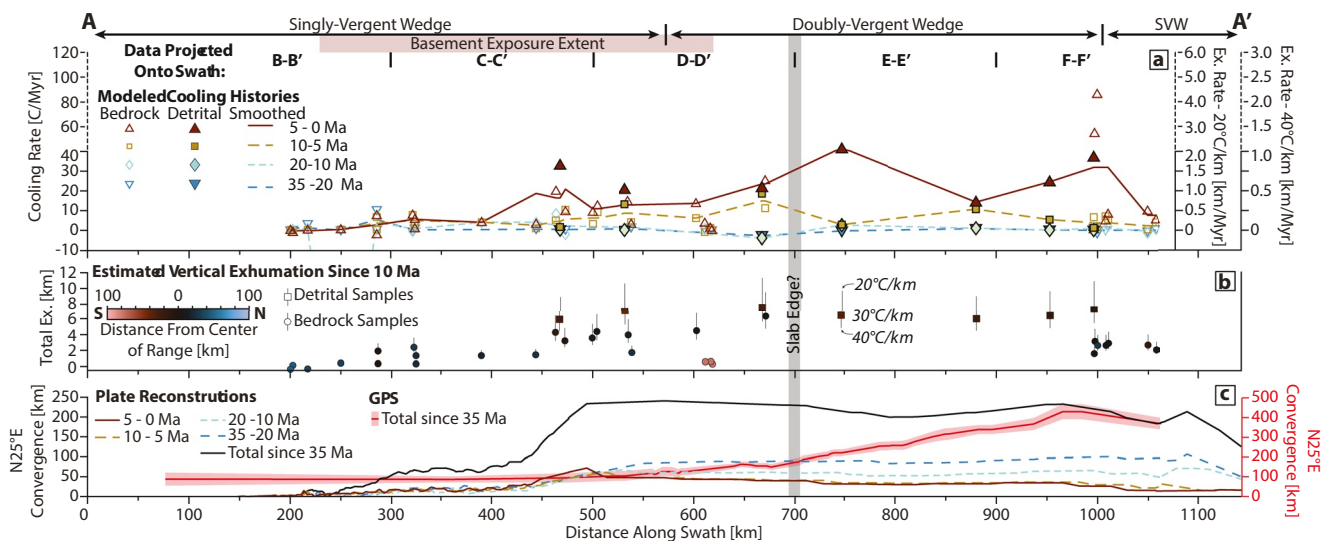 A
A'
Singly-Vergent Wedge
Doubly-Vergent Wedge
SVW
Basement Exposure Extent
Data Projected
Onto Swath:
B-B'
C-C'
D-D'
E-E'
F-F'
a
Modeled Cooling Histories
Bedrock Detrital Smoothed
5 - 0 Ma
10-5 Ma
20-10 Ma
35 -20 Ma
Cooling Rate [C/Myr]
120
100
80
60
40
30
20
10
0
-10
6.0
5.0
4.0
3.0
2.0
1.5
1.0
0.5
0
Ex. Rate- 20°C/km [km/Myr]
3.0
2.5
2.0
1.5
1
0.5
0
Ex. Rate - 40°C/km [km/Myr]
Estimated Vertical Exhumation Since 10 Ma
100 0 100
S N
Distance From Center
of Range [km]
Detrital Samples
Bedrock Samples
Slab Edge?
20°C/km
30°C/km
40°C/km
b
Total Ex. [km]
12
10
8
6
4
2
0
Plate Reconstructions
5 - 0 Ma
10 - 5 Ma
20 -10 Ma
35 -20 Ma
Total since 35 Ma
GPS
Total since 35 Ma
c
N25°E
Convergence [km]
250
200
150
100
50
0
500
400
300
200
100
0
N25°E
Convergence [km]
0 100 200 300 400 500 600 700 800 900 1000 1100
Distance Along Swath [km]